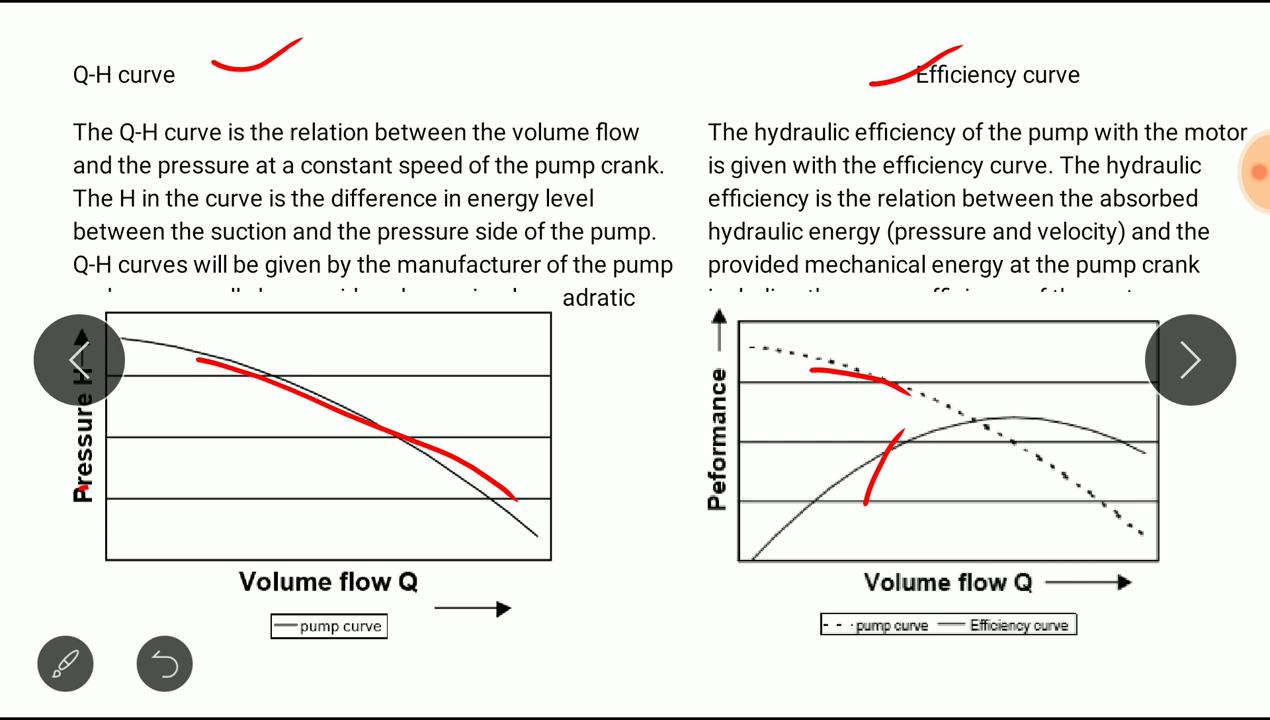 Q-H curve
The Q-H curve is the relation between the volume flow
and the pressure at a constant speed of the pump crank.
The H in the curve is the difference in energy level
between the suction and the pressure side of the pump.
Q-H curves will be given by the manufacturer of the pump
adratic
Pressure H
Volume flow Q
pump curve
Efficiency curve
The hydraulic efficiency of the pump with the motor
is given with the efficiency curve. The hydraulic
efficiency is the relation between the absorbed
hydraulic energy (pressure and velocity) and the
provided mechanical energy at the pump crank
Peformance
Volume flow Q
pump curve Efficiency curve